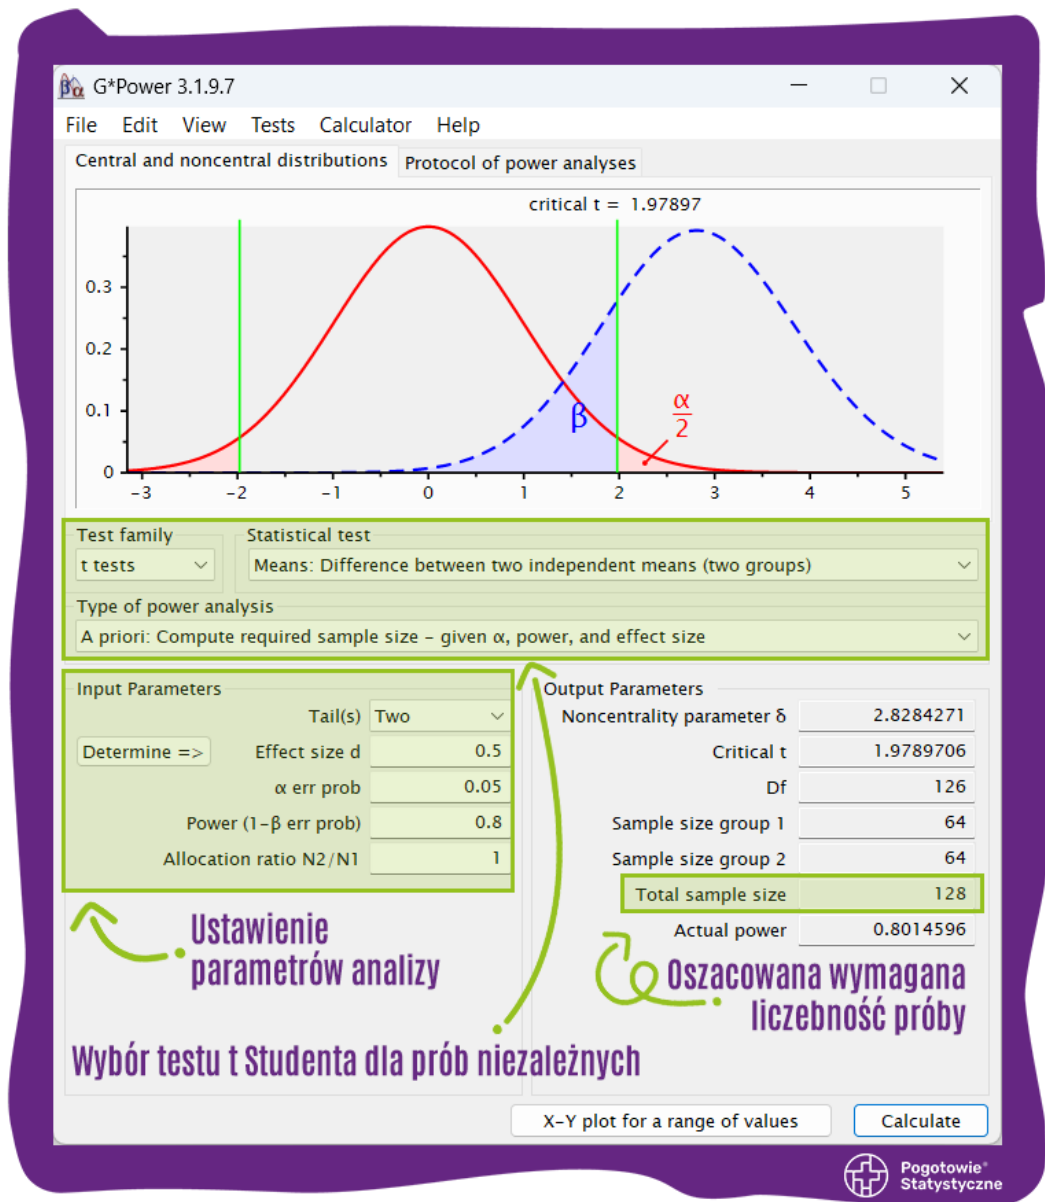 G*Power 3.1.9.7
File Edit View Tests Calculator Help
Central and noncentral distributions Protocol of power analyses
critical t = 1.97897
0.3
0.2
0.1
0
β
α
2
−3 −2 −1 0 1 2 3 4 5
Test family Statistical test
t tests Means: Difference between two independent means (two groups)
Type of power analysis
A priori: Compute required sample size – given α, power, and effect size
Input Parameters
Tail(s) Two
Determine => Effect size d 0.5
α err prob 0.05
Power (1−β err prob) 0.8
Allocation ratio N2/N1 1
Output Parameters
Noncentrality parameter δ 2.8284271
Critical t 1.9789706
Df 126
Sample size group 1 64
Sample size group 2 64
Total sample size 128
Actual power 0.8014596
Ustawienie
parametrów analizy
Oszacowana wymagana
liczebność próby
Wybór testu t Studenta dla prób niezależnych
X−Y plot for a range of values Calculate
Pogotowie®
Statystyczne